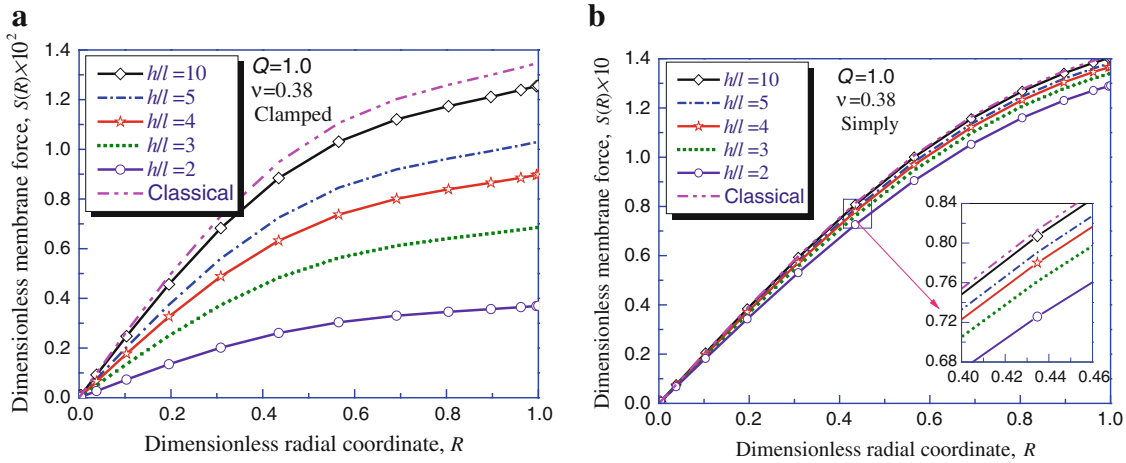 a
Dimensionless membrane force, S(R)×10²
1.4
1.2
1.0
0.8
0.6
0.4
0.2
0.0
h/l =10
h/l =5
h/l =4
h/l =3
h/l =2
Classical
Q=1.0
ν=0.38
Clamped
0.0 0.2 0.4 0.6 0.8 1.0
Dimensionless radial coordinate, R
b
Dimensionless membrane force, S(R)×10
1.4
1.2
1.0
0.8
0.6
0.4
0.2
0.0
h/l =10
h/l =5
h/l =4
h/l =3
h/l =2
Classical
Q=1.0
ν=0.38
Simply
0.84
0.80
0.76
0.72
0.68
0.40 0.42 0.44 0.46
0.0 0.2 0.4 0.6 0.8 1.0
Dimensionless radial coordinate, R